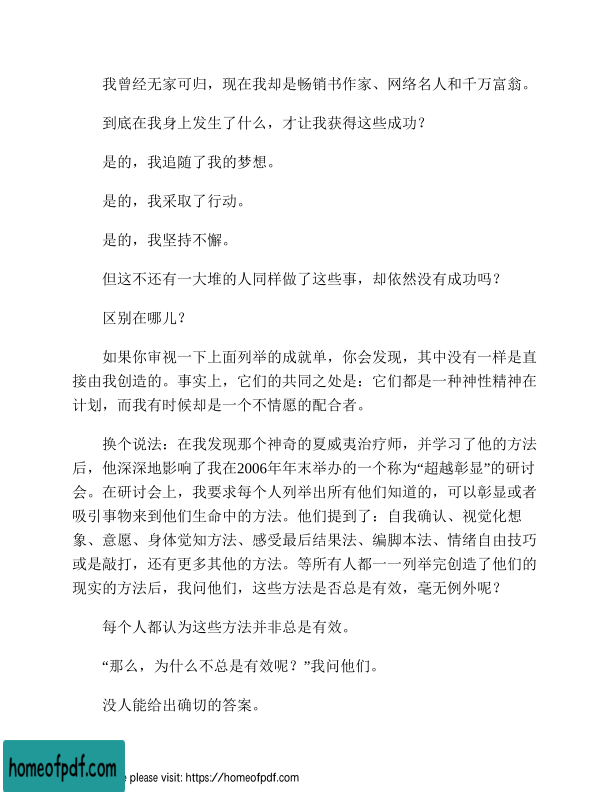 我曾经无家可归，现在我却是畅销书作家、网络名人和千万富翁。
到底在我身上发生了什么，才让我获得这些成功？
是的，我追随了我的梦想。
是的，我采取了行动。
是的，我坚持不懈。
但这不还有一大堆的人同样做了这些事，却依然没有成功吗？
区别在哪儿？
如果你审视一下上面列举的成就单，你会发现，其中没有一样是直
接由我创造的。事实上，它们的共同之处是：它们都是一种神性精神在
计划，而我有时候却是一个不情愿的配合者。
换个说法：在我发现那个神奇的夏威夷治疗师，并学习了他的方法
后，他深深地影响了我在2006年年末举办的一个称为“超越彰显”的研讨
会。在研讨会上，我要求每个人列举出所有他们知道的，可以彰显或者
吸引事物来到他们生命中的方法。他们提到了：自我确认、视觉化想
象、意愿、身体觉知方法、感受最后结果法、编脚本法、情绪自由技巧
或是敲打，还有更多其他的方法。等所有人都一一列举完创造了他们的
现实的方法后，我问他们，这些方法是否总是有效，毫无例外呢？
每个人都认为这些方法并非总是有效。
“那么，为什么不总是有效呢？”我问他们。
没人能给出确切的答案。
homeofpdf.com
please visit: https://homeofpdf.com